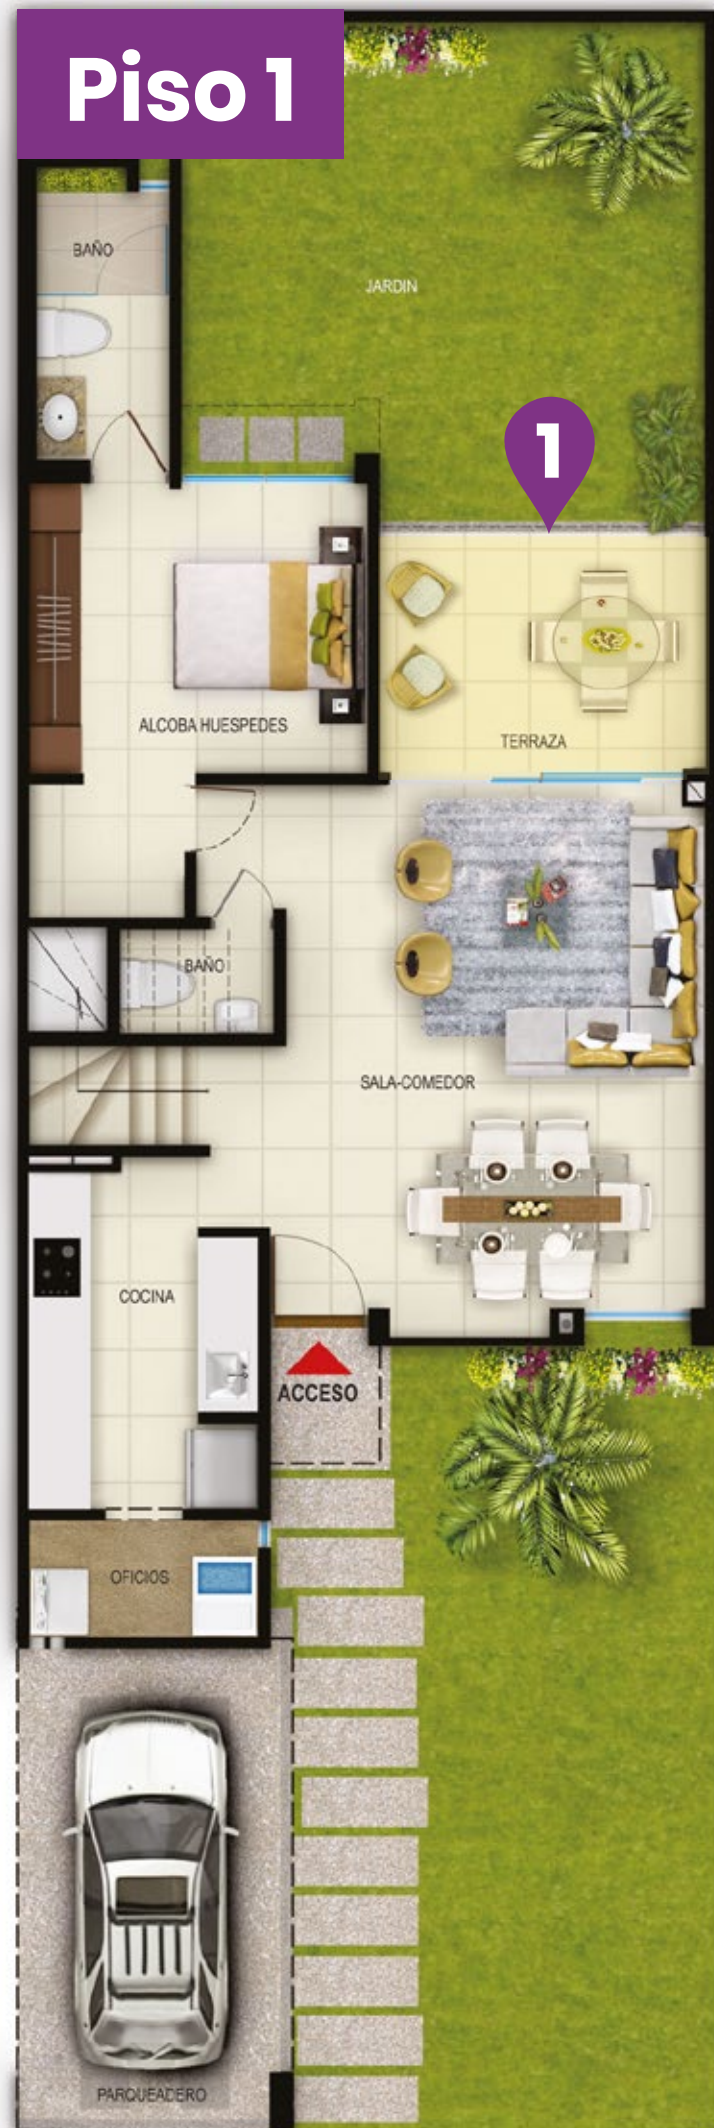 Piso 1
BAÑO
JARDIN
1
ALCOBA HUESPEDES
TERRAZA
BAÑO
SALA-COMEDOR
COCINA
ACCESO
OFICIOS
PARQUEADERO